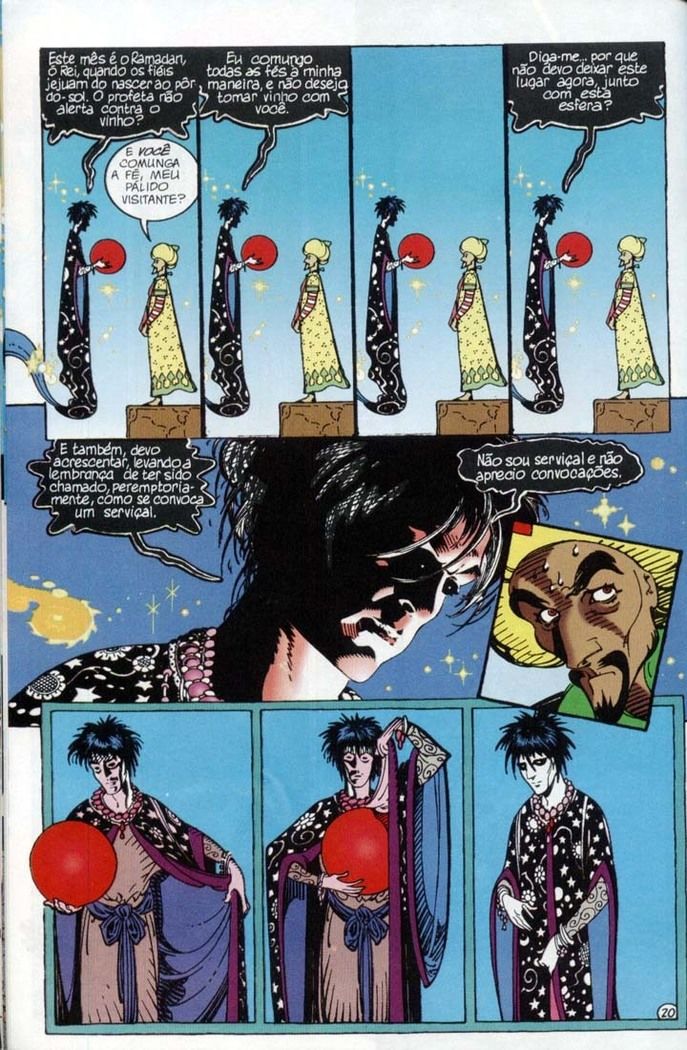 Este mês é o Ramadan,
ó Rei, quando os fiéis
jejuam do nascer ao pôr
do-sol. O profeta não
alerta contra o
vinho?
E VOCÊ
COMUNGA
A FÉ, MEU
PÁLIDO
VISITANTE?
Eu comungo
todas as fés à minha
maneira, e não desejo
tomar vinho com
você.
Diga-me... por que
não devo deixar este
lugar agora, junto
com esta
esfera?
E também, devo
acrescentar, levando a
lembrança de ter sido
chamado, peremptoria-
mente, como se convoca
um serviçal.
Não sou serviçal e não
aprecio convocações.
20